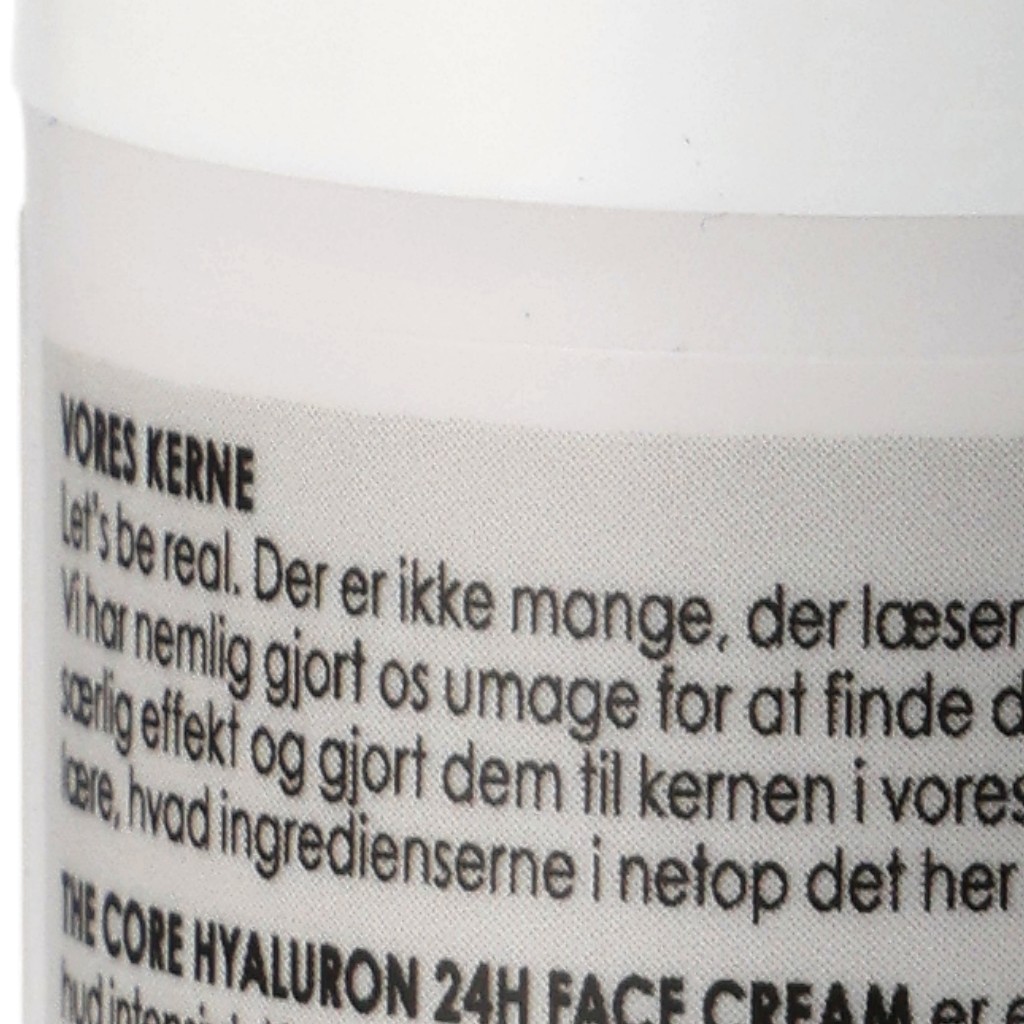 VORES KERNE
Let's be real. Der er ikke mange, der læser
Vi har nemlig gjort os umage for at finde d
særlig effekt og gjort dem til kernen i vores
lære, hvad ingredienserne i netop det her
THE CORE HYALURON 24H FACE CREAM er e
hud